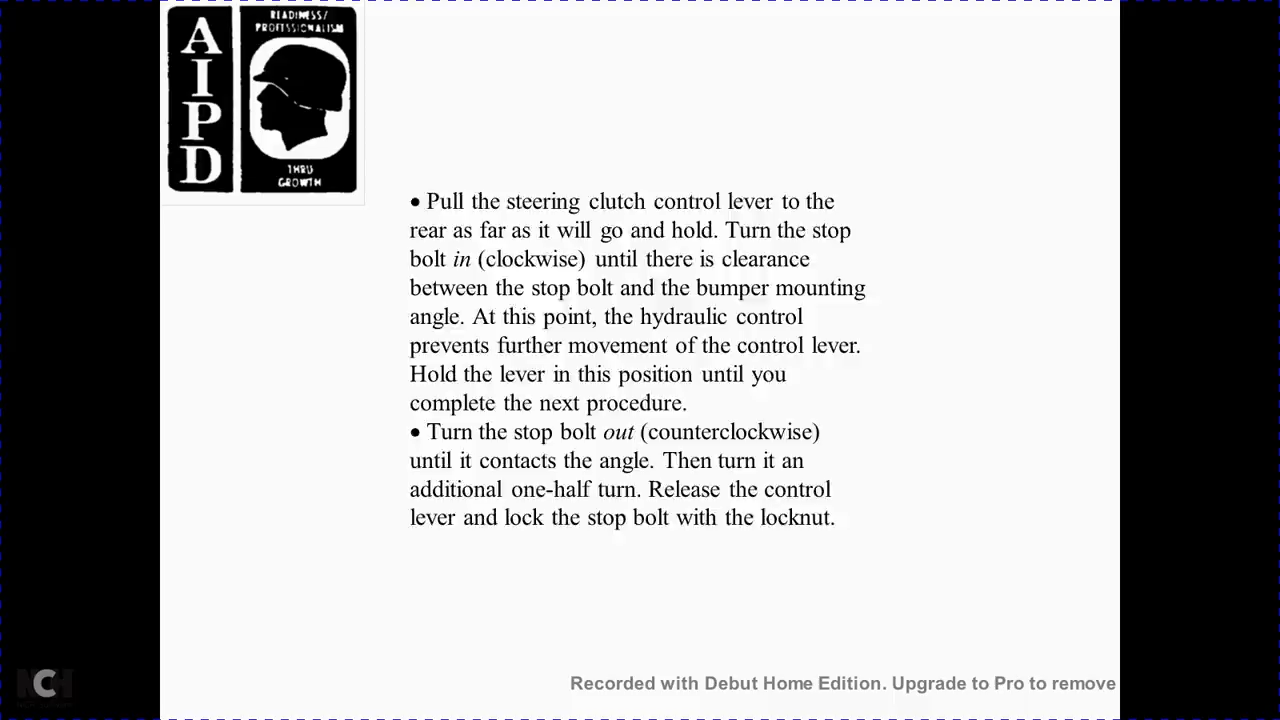 A
I
P
D
READINESS/
PROFESSIONALISM
THRU
GROWTH
• Pull the steering clutch control lever to the
rear as far as it will go and hold. Turn the stop
bolt in (clockwise) until there is clearance
between the stop bolt and the bumper mounting
angle. At this point, the hydraulic control
prevents further movement of the control lever.
Hold the lever in this position until you
complete the next procedure.
• Turn the stop bolt out (counterclockwise)
until it contacts the angle. Then turn it an
additional one-half turn. Release the control
lever and lock the stop bolt with the locknut.
NCH
Recorded with Debut Home Edition. Upgrade to Pro to remove